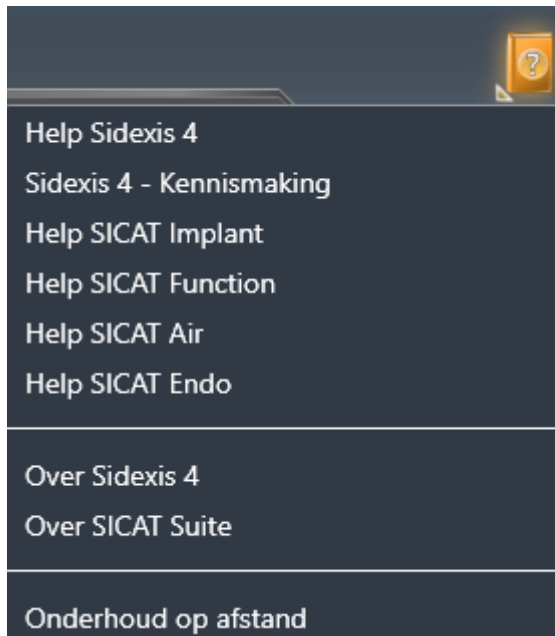 ?
Help Sidexis 4
Sidexis 4 - Kennismaking
Help SICAT Implant
Help SICAT Function
Help SICAT Air
Help SICAT Endo
Over Sidexis 4
Over SICAT Suite
Onderhoud op afstand